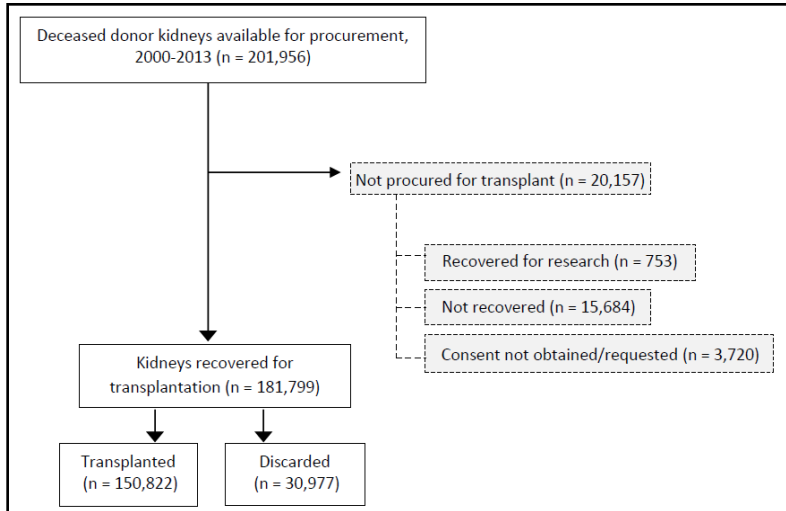 Deceased donor kidneys available for procurement,
2000-2013 (n = 201,956)
Not procured for transplant (n = 20,157)
Recovered for research (n = 753)
Not recovered (n = 15,684)
Consent not obtained/requested (n = 3,720)
Kidneys recovered for
transplantation (n = 181,799)
Transplanted
(n = 150,822)
Discarded
(n = 30,977)